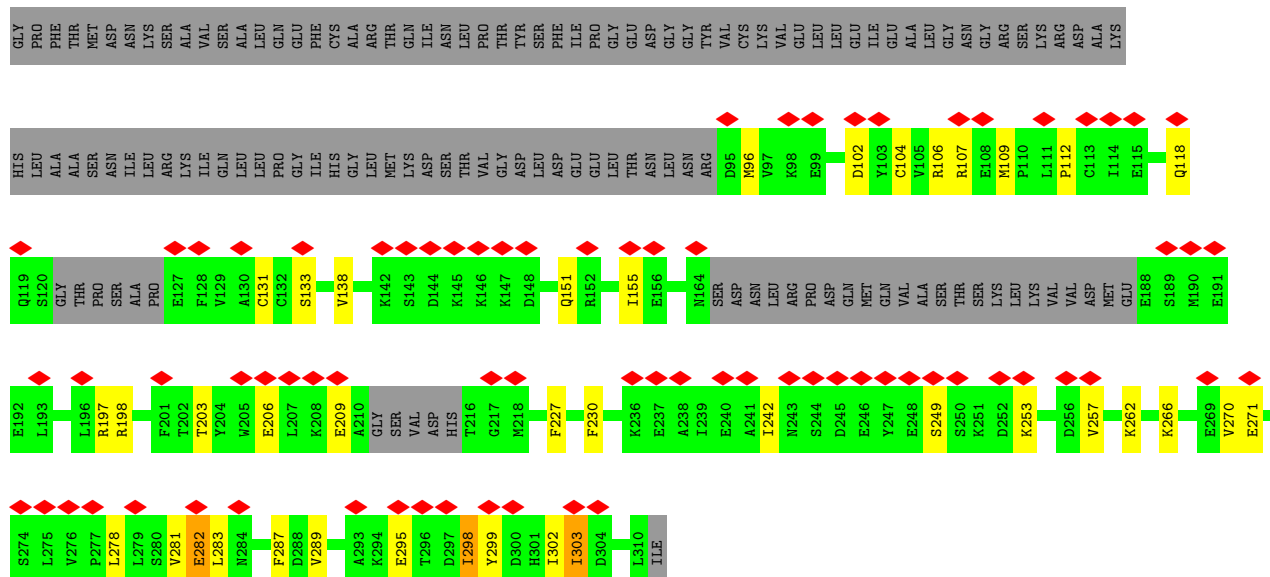 GLY PRO PHE THR MET ASP ASN LYS SER ALA VAL SER ALA LEU GLN GLU PHE CYS ALA ARG THR GLN ILE ASN LEU PRO THR TYR SER PHE ILE PRO GLY GLU ASP GLY GLY TYR VAL CYS LYS VAL GLU LEU LEU GLU ILE GLU ALA LEU GLY ASN GLY ARG SER LYS ARG ASP ALA LYS
HIS LEU ALA ALA SER ASN ILE LEU ARG LYS ILE GLN LEU LEU PRO GLY ILE HIS GLY LEU MET LYS ASP SER THR VAL GLY ASP LEU ASP GLU GLU LEU THR ASN LEU ASN ARG D95 M96 V97 K98 E99 D102 Y103 C104 V105 R106 R107 E108 M109 P110 L111 P112 C113 I114 E115 Q118
Q119 S120 GLY THR PRO SER ALA PRO E127 F128 V129 A130 C131 C132 S133 V138 K142 S143 D144 K145 K146 K147 D148 Q151 R152 I155 E156 N164 SER ASP ASN LEU ARG PRO ASP GLN MET GLN VAL ALA SER THR SER LYS LEU LYS VAL VAL ASP MET GLU E188 S189 M190 E191
E192 L193 L196 R197 R198 F201 T202 T203 Y204 W205 E206 L207 K208 E209 A210 GLY SER VAL ASP HIS T216 G217 M218 F227 F230 K236 E237 A238 I239 E240 A241 I242 N243 S244 D245 E246 Y247 E248 S249 S250 K251 D252 K253 D256 V257 K262 K266 E269 V270 E271
S274 L275 V276 P277 L278 L279 S280 V281 E282 L283 N284 F287 D288 V289 A293 K294 E295 T296 D297 I298 Y299 D300 H301 I302 I303 D304 L310 ILE